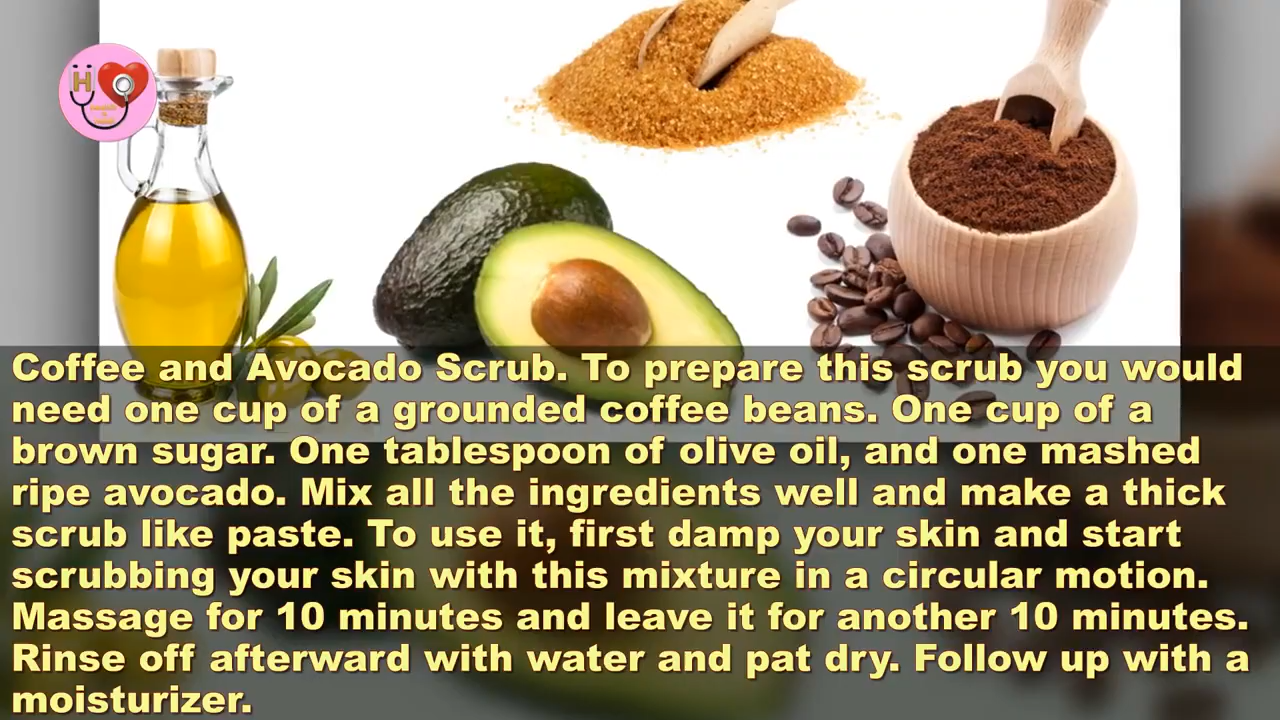 H
Coffee and Avocado Scrub. To prepare this scrub you would
need one cup of a grounded coffee beans. One cup of a
brown sugar. One tablespoon of olive oil, and one mashed
ripe avocado. Mix all the ingredients well and make a thick
scrub like paste. To use it, first damp your skin and start
scrubbing your skin with this mixture in a circular motion.
Massage for 10 minutes and leave it for another 10 minutes.
Rinse off afterward with water and pat dry. Follow up with a
moisturizer.